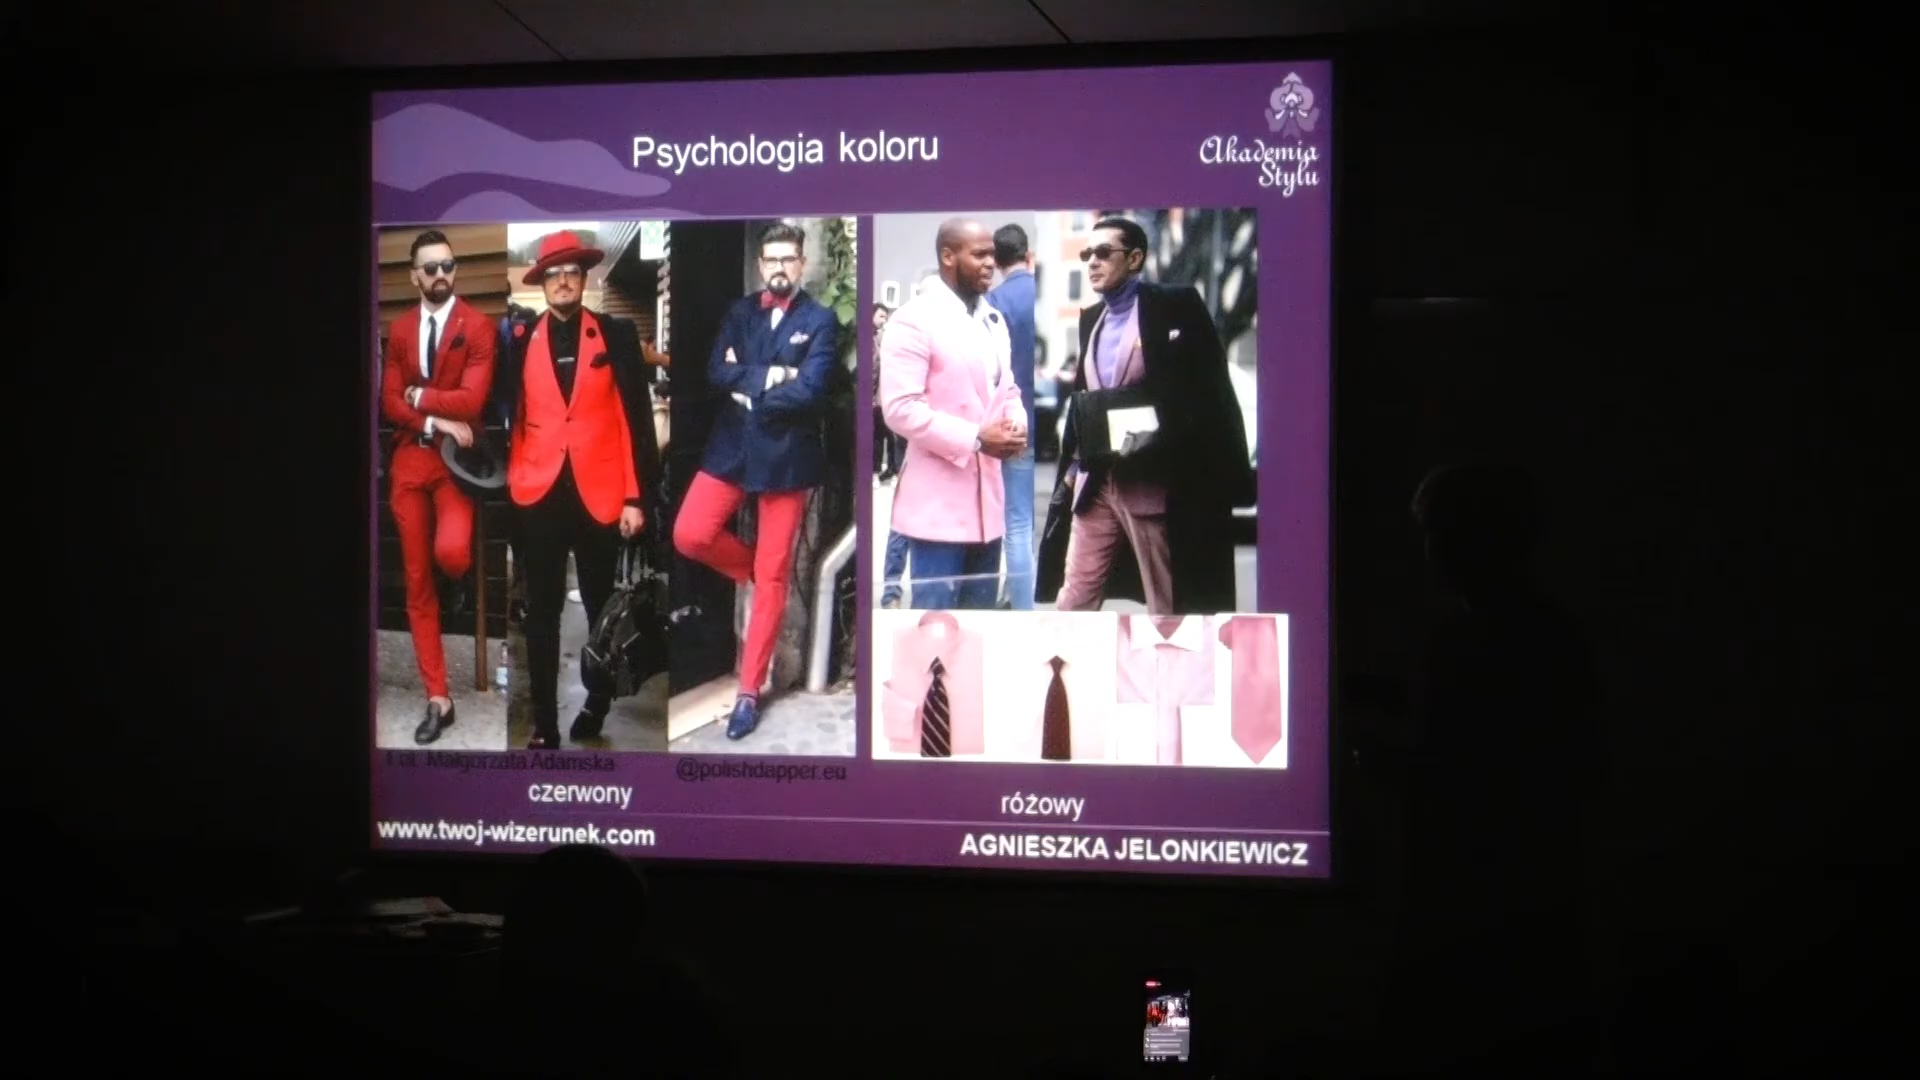 Psychologia koloru
Akademia
Stylu
Fot. Małgorzata Adamska
@polishdapper.eu
czerwony
różowy
www.twoj-wizerunek.com
AGNIESZKA JELONKIEWICZ